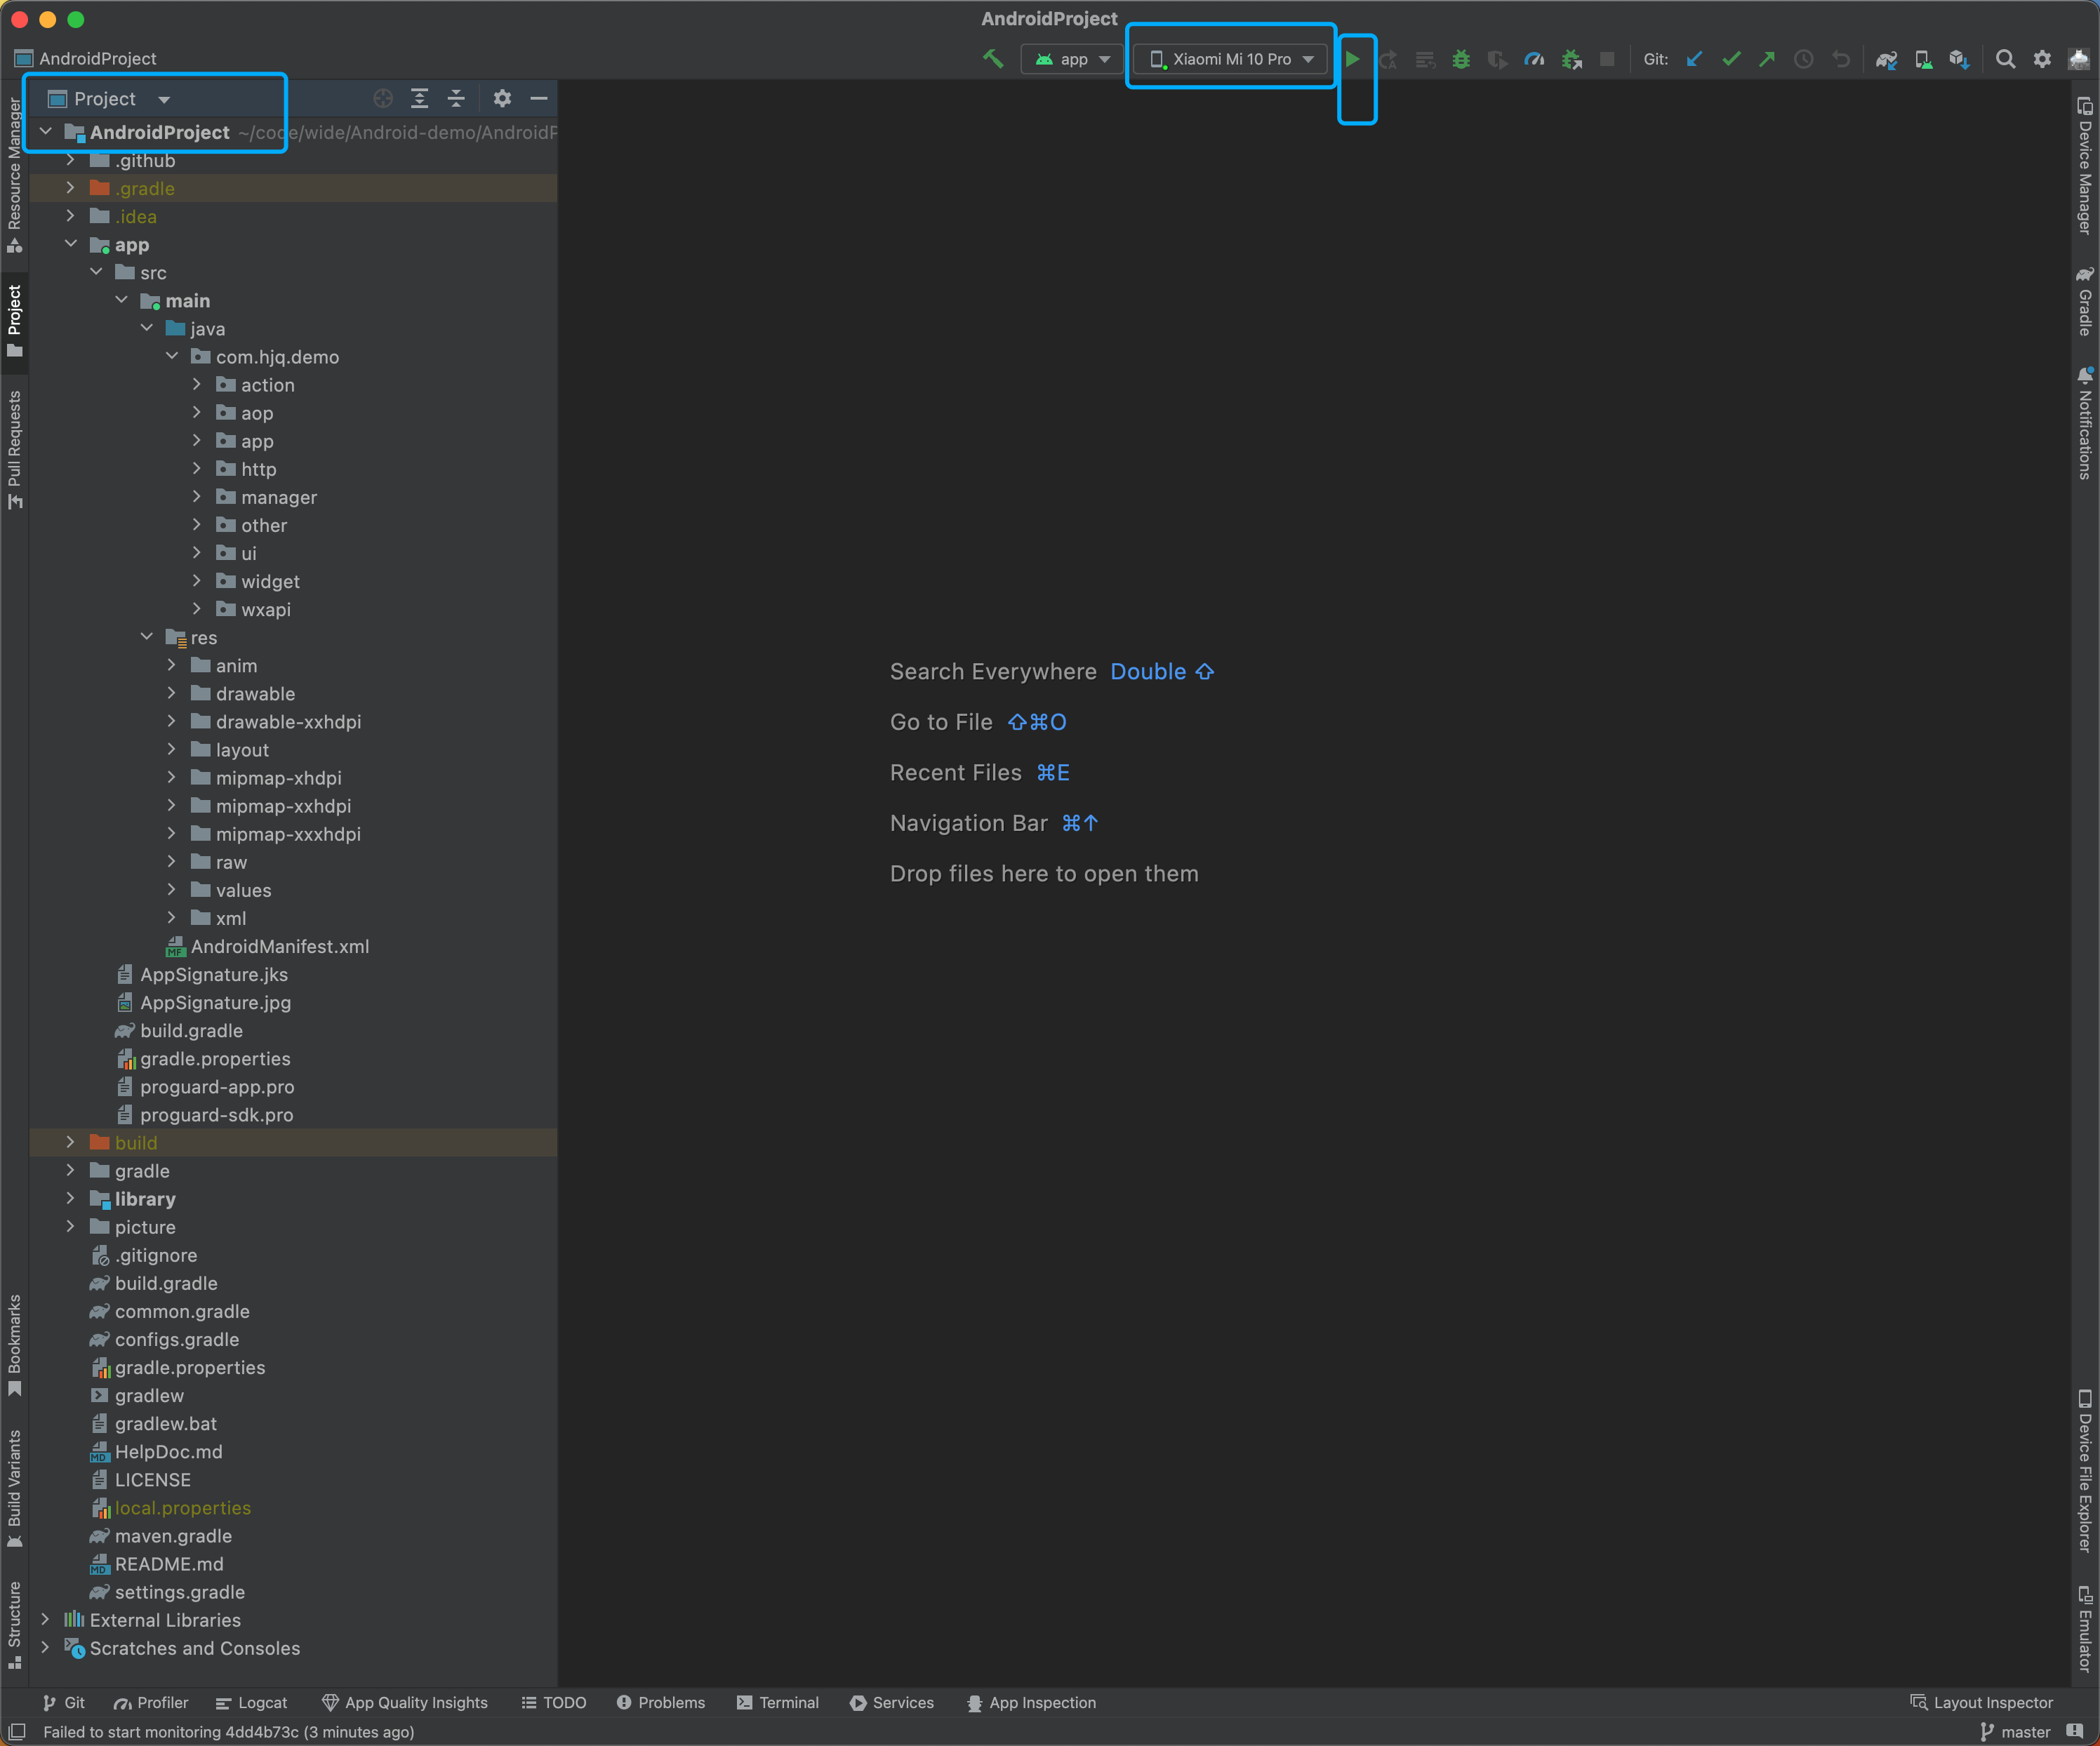 AndroidProject
AndroidProject
app
Xiaomi Mi 10 Pro
Git:
Project
AndroidProject ~/code/wide/Android-demo/AndroidP
.github
.gradle
.idea
app
src
main
java
com.hjq.demo
action
aop
app
http
manager
other
ui
widget
wxapi
res
anim
drawable
drawable-xxhdpi
layout
mipmap-xhdpi
mipmap-xxhdpi
mipmap-xxxhdpi
raw
values
xml
AndroidManifest.xml
AppSignature.jks
AppSignature.jpg
build.gradle
gradle.properties
proguard-app.pro
proguard-sdk.pro
build
gradle
library
picture
.gitignore
build.gradle
common.gradle
configs.gradle
gradle.properties
gradlew
gradlew.bat
HelpDoc.md
LICENSE
local.properties
maven.gradle
README.md
settings.gradle
External Libraries
Scratches and Consoles
Resource Manager
Project
Pull Requests
Bookmarks
Build Variants
Structure
Search Everywhere Double ⇧
Go to File ⇧⌘O
Recent Files ⌘E
Navigation Bar ⌘↑
Drop files here to open them
Device Manager
Gradle
Notifications
Device File Explorer
Emulator
Git
Profiler
Logcat
App Quality Insights
TODO
Problems
Terminal
Services
App Inspection
Layout Inspector
Failed to start monitoring 4dd4b73c (3 minutes ago)
master